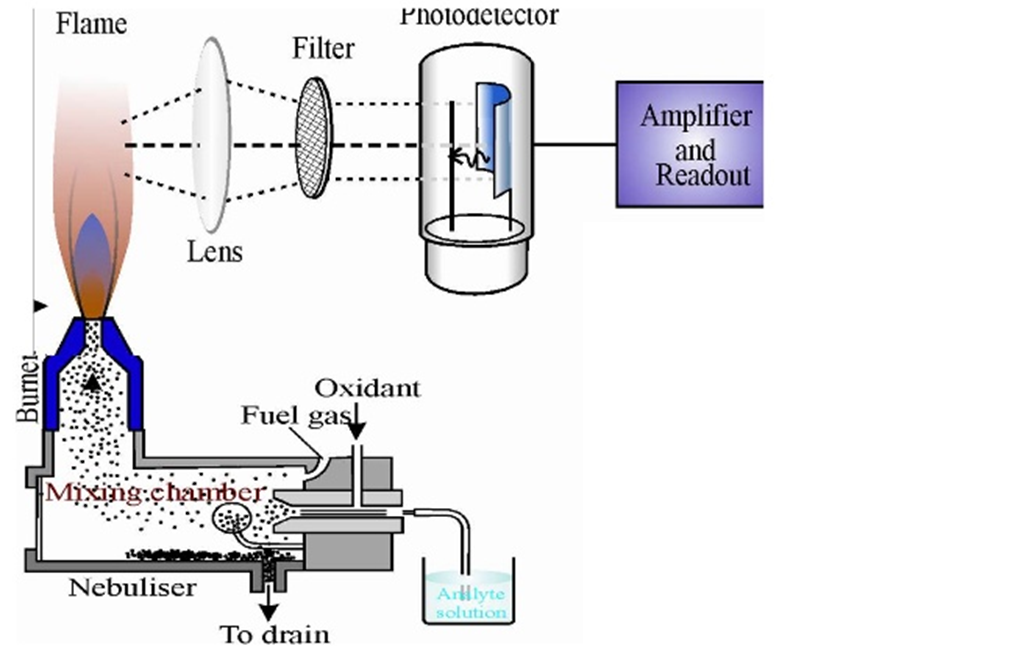 Flame
Photodetector
Filter
Amplifier
and
Readout
Lens
Burner
Oxidant
Fuel gas
Mixing chamber
Nebuliser
Analyte
solution
To drain